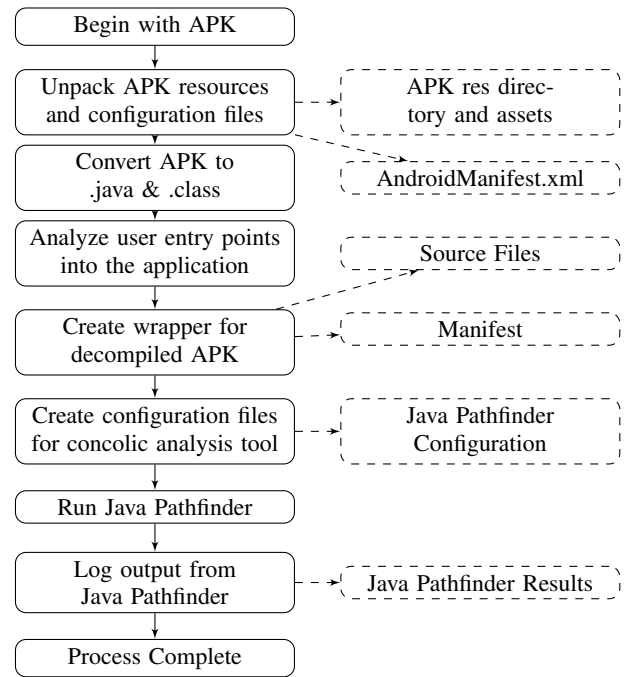 Begin with APK
Unpack APK resources
and configuration files
APK res direc-
tory and assets
Convert APK to
.java & .class
AndroidManifest.xml
Analyze user entry points
into the application
Source Files
Create wrapper for
decompiled APK
Manifest
Create configuration files
for concolic analysis tool
Java Pathfinder
Configuration
Run Java Pathfinder
Log output from
Java Pathfinder
Java Pathfinder Results
Process Complete